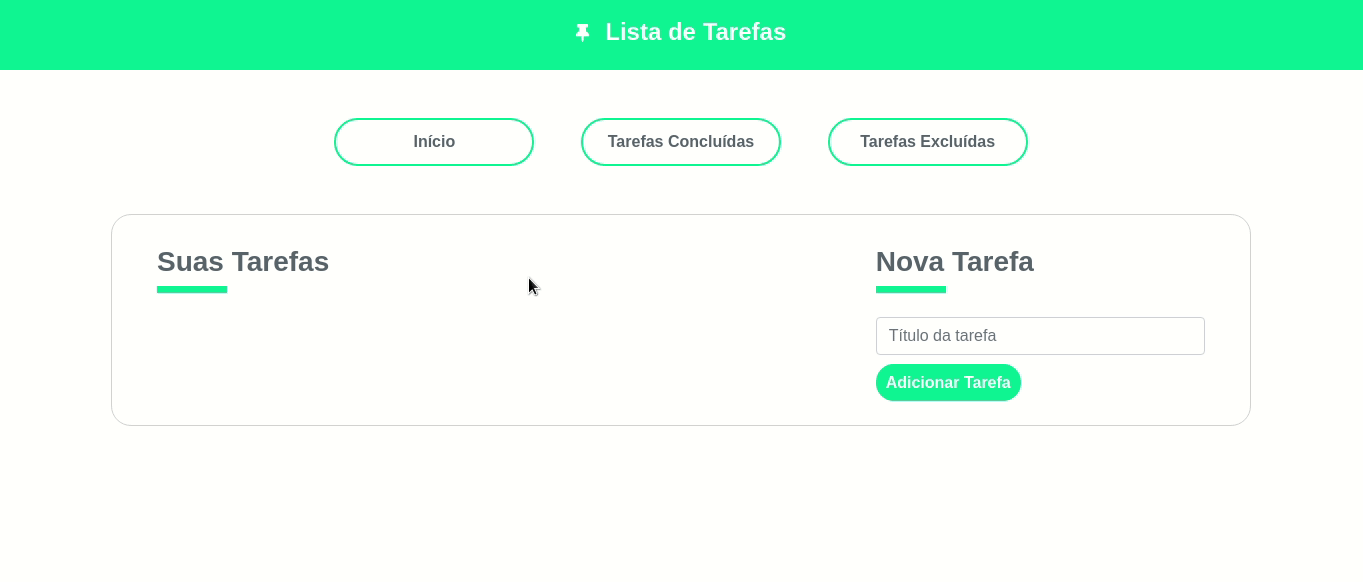 Lista de Tarefas
Início
Tarefas Concluídas
Tarefas Excluídas
Suas Tarefas
Nova Tarefa
Título da tarefa
Adicionar Tarefa